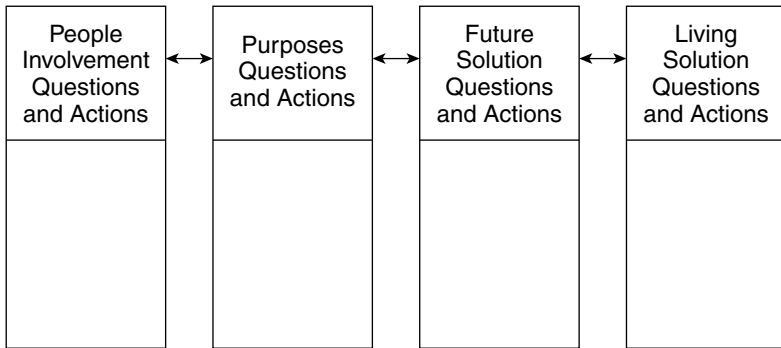 People
Involvement
Questions
and Actions
Purposes
Questions
and Actions
Future
Solution
Questions
and Actions
Living
Solution
Questions
and Actions